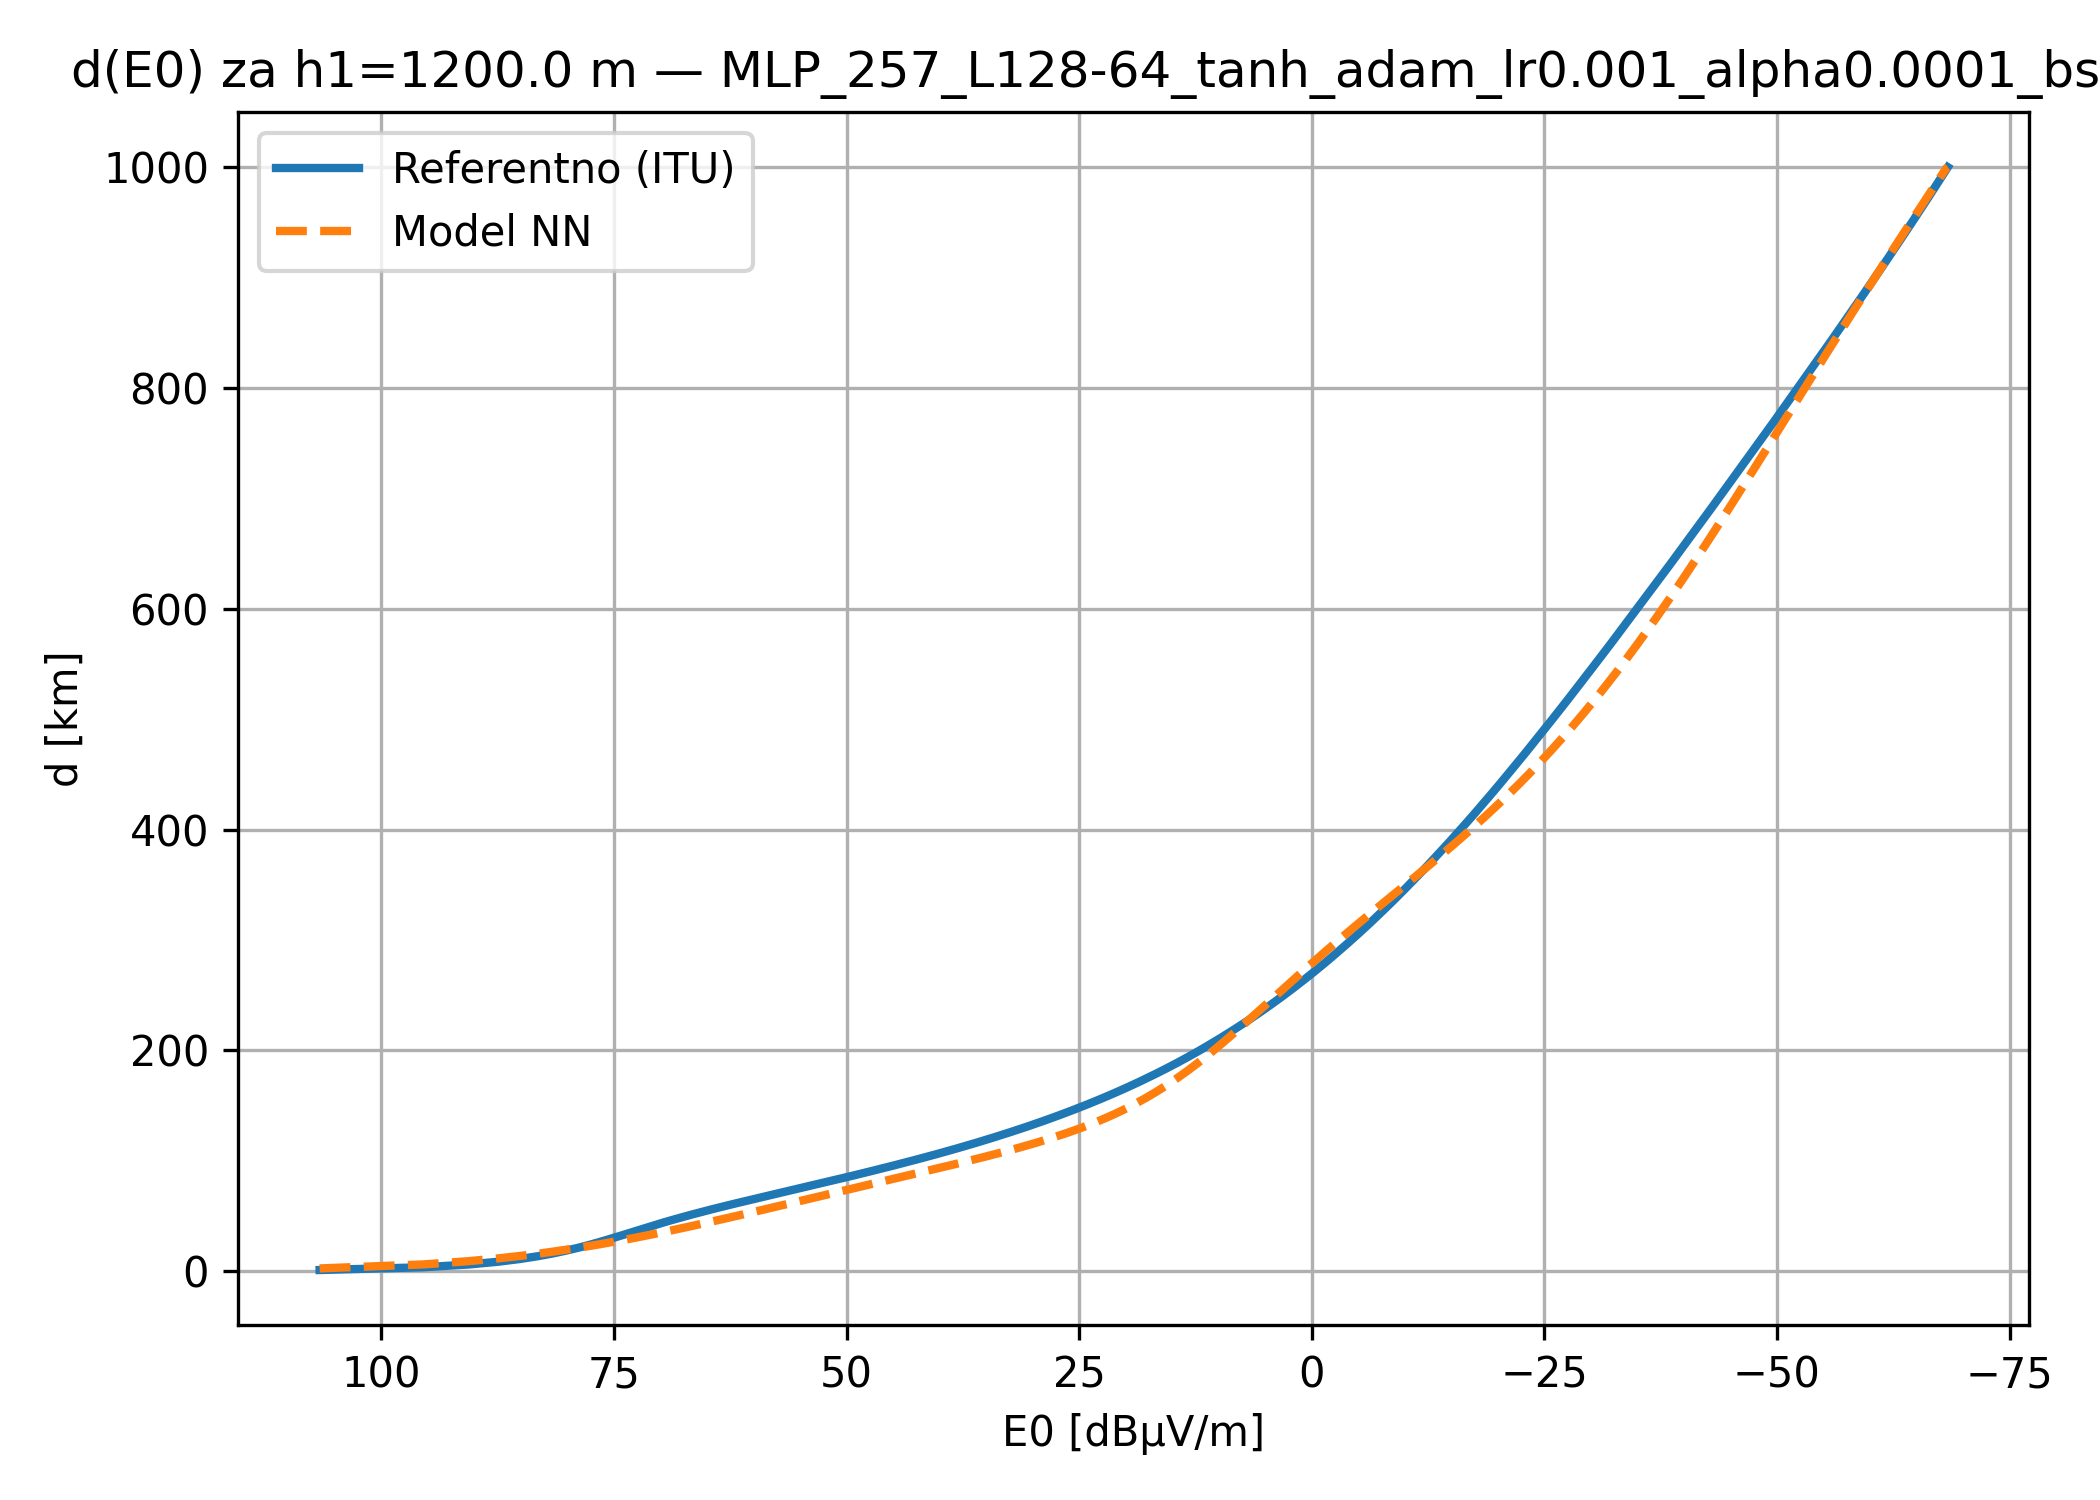 d(E0) za h1=1200.0 m — MLP_257_L128-64_tanh_adam_lr0.001_alpha0.0001_bs
Referentno (ITU)
Model NN
1000
800
600
400
200
0
d [km]
100 75 50 25 0 −25 −50 −75
E0 [dBµV/m]